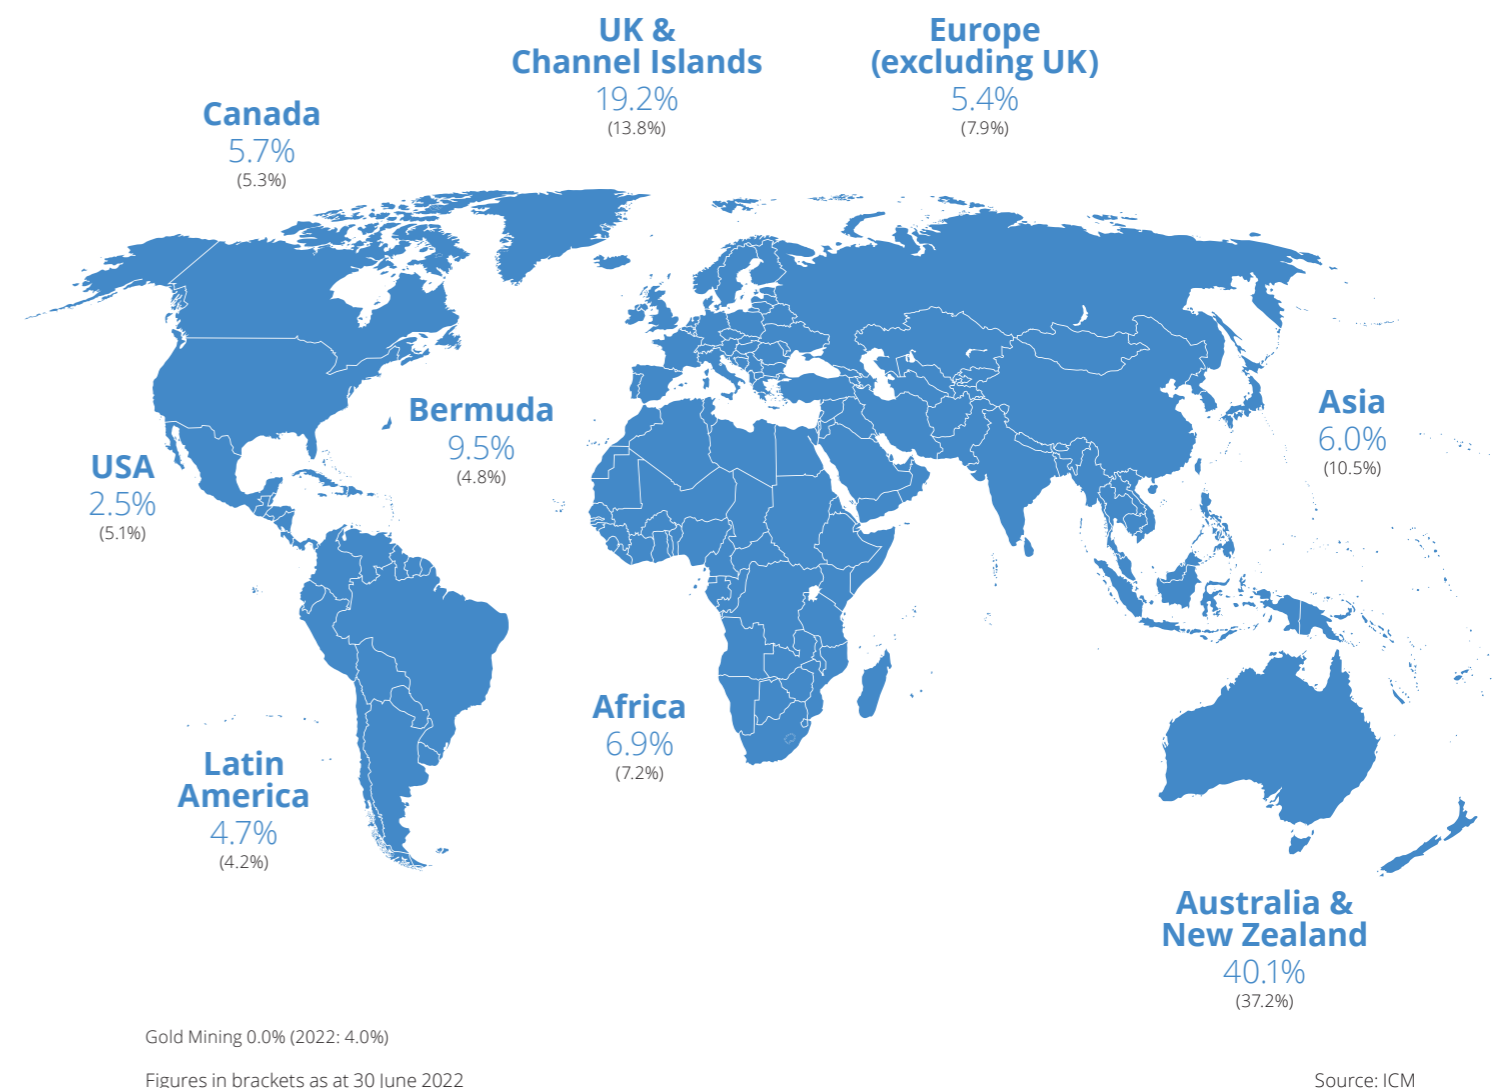 UK &
Channel Islands
19.2%
(13.8%)
Europe
(excluding UK)
5.4%
(7.9%)
Canada
5.7%
(5.3%)
Bermuda
9.5%
(4.8%)
Asia
6.0%
(10.5%)
USA
2.5%
(5.1%)
Africa
6.9%
(7.2%)
Latin
America
4.7%
(4.2%)
Australia &
New Zealand
40.1%
(37.2%)
Gold Mining 0.0% (2022: 4.0%)
Figures in brackets as at 30 June 2022
Source: ICM